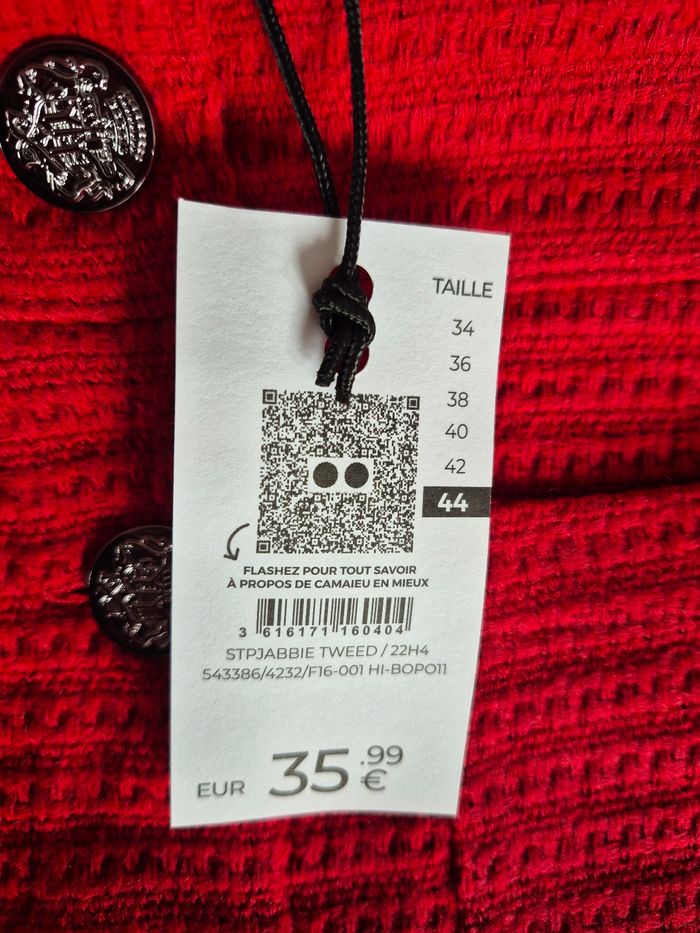 TAILLE
34
36
38
40
42
44
FLASHEZ POUR TOUT SAVOIR
À PROPOS DE CAMAIEU EN MIEUX
3 616171 160404
STPJABBIE TWEED / 22H4
543386/4232/F16-001 HI-BOPO11
EUR 35.99 €